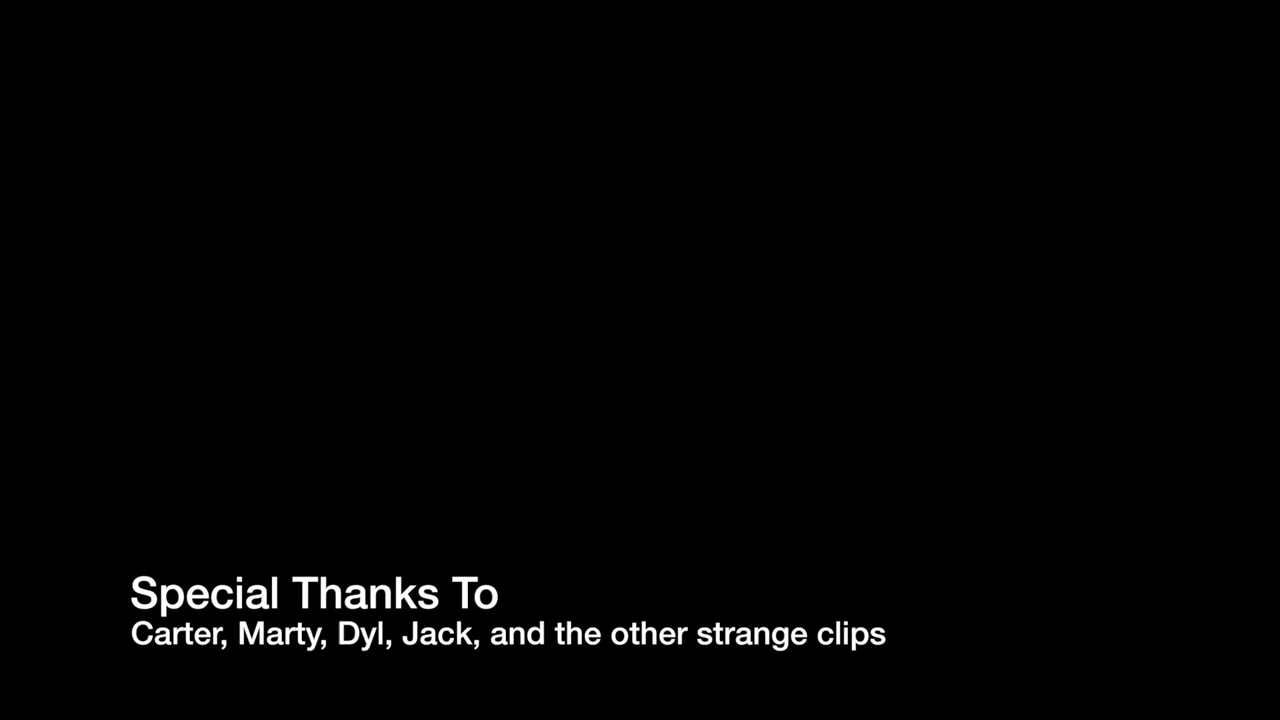 Special Thanks To
Carter, Marty, Dyl, Jack, and the other strange clips